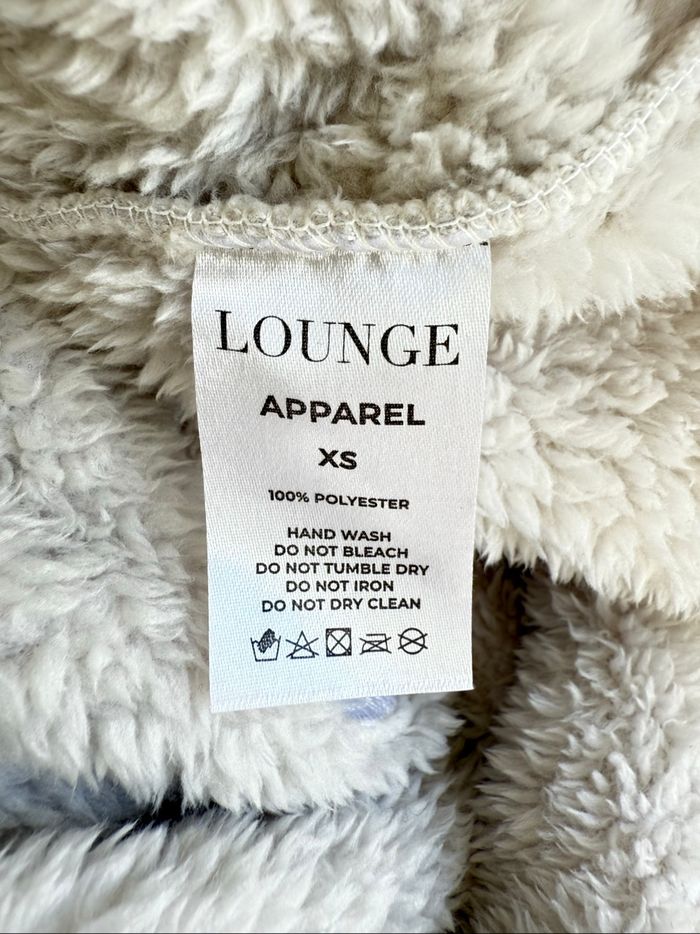 LOUNGE
APPAREL
XS
100% POLYESTER
HAND WASH
DO NOT BLEACH
DO NOT TUMBLE DRY
DO NOT IRON
DO NOT DRY CLEAN